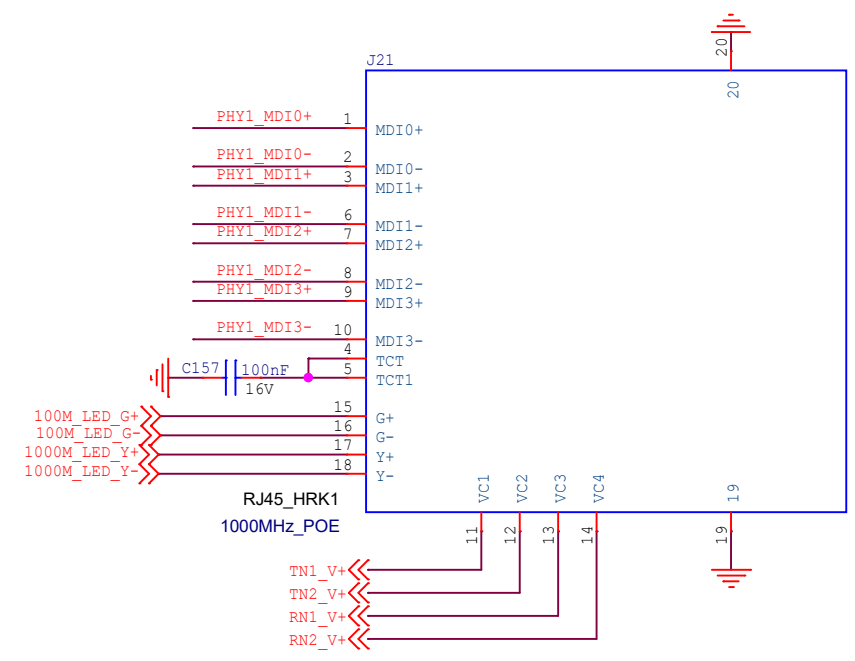 20
J21
20
PHY1_MDI0+ 1 MDI0+
PHY1_MDI0- 2 MDI0-
PHY1_MDI1+ 3 MDI1+
PHY1_MDI1- 6 MDI1-
PHY1_MDI2+ 7 MDI2+
PHY1_MDI2- 8 MDI2-
PHY1_MDI3+ 9 MDI3+
PHY1_MDI3- 10 MDI3-
4 TCT
C157 100nF 5 TCT1
16V
100M_LED_G+ 15 G+
100M_LED_G- 16 G-
1000M_LED_Y+ 17 Y+
1000M_LED_Y- 18 Y-
RJ45_HRK1 VC1 VC2 VC3 VC4 19
1000MHz_POE
11 12 13 14 19
TN1_V+
TN2_V+
RN1_V+
RN2_V+